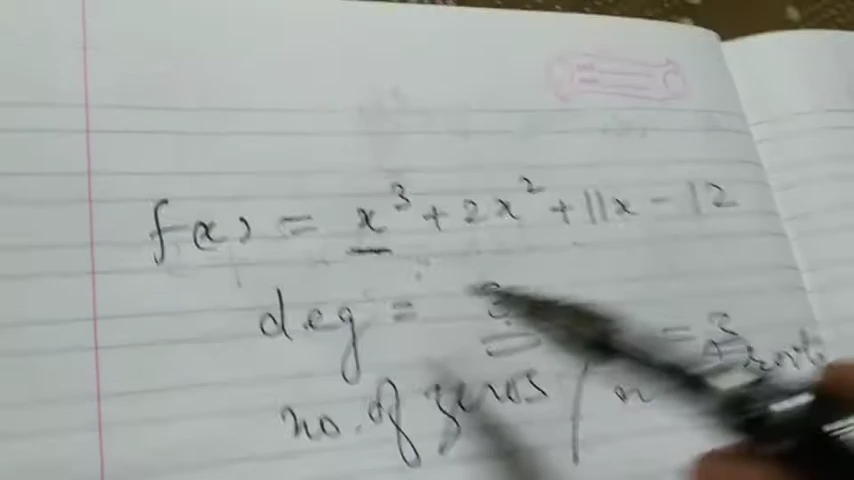 f(x) = x³ + 2x² + 11x - 12
deg = 3
no. of zeros /